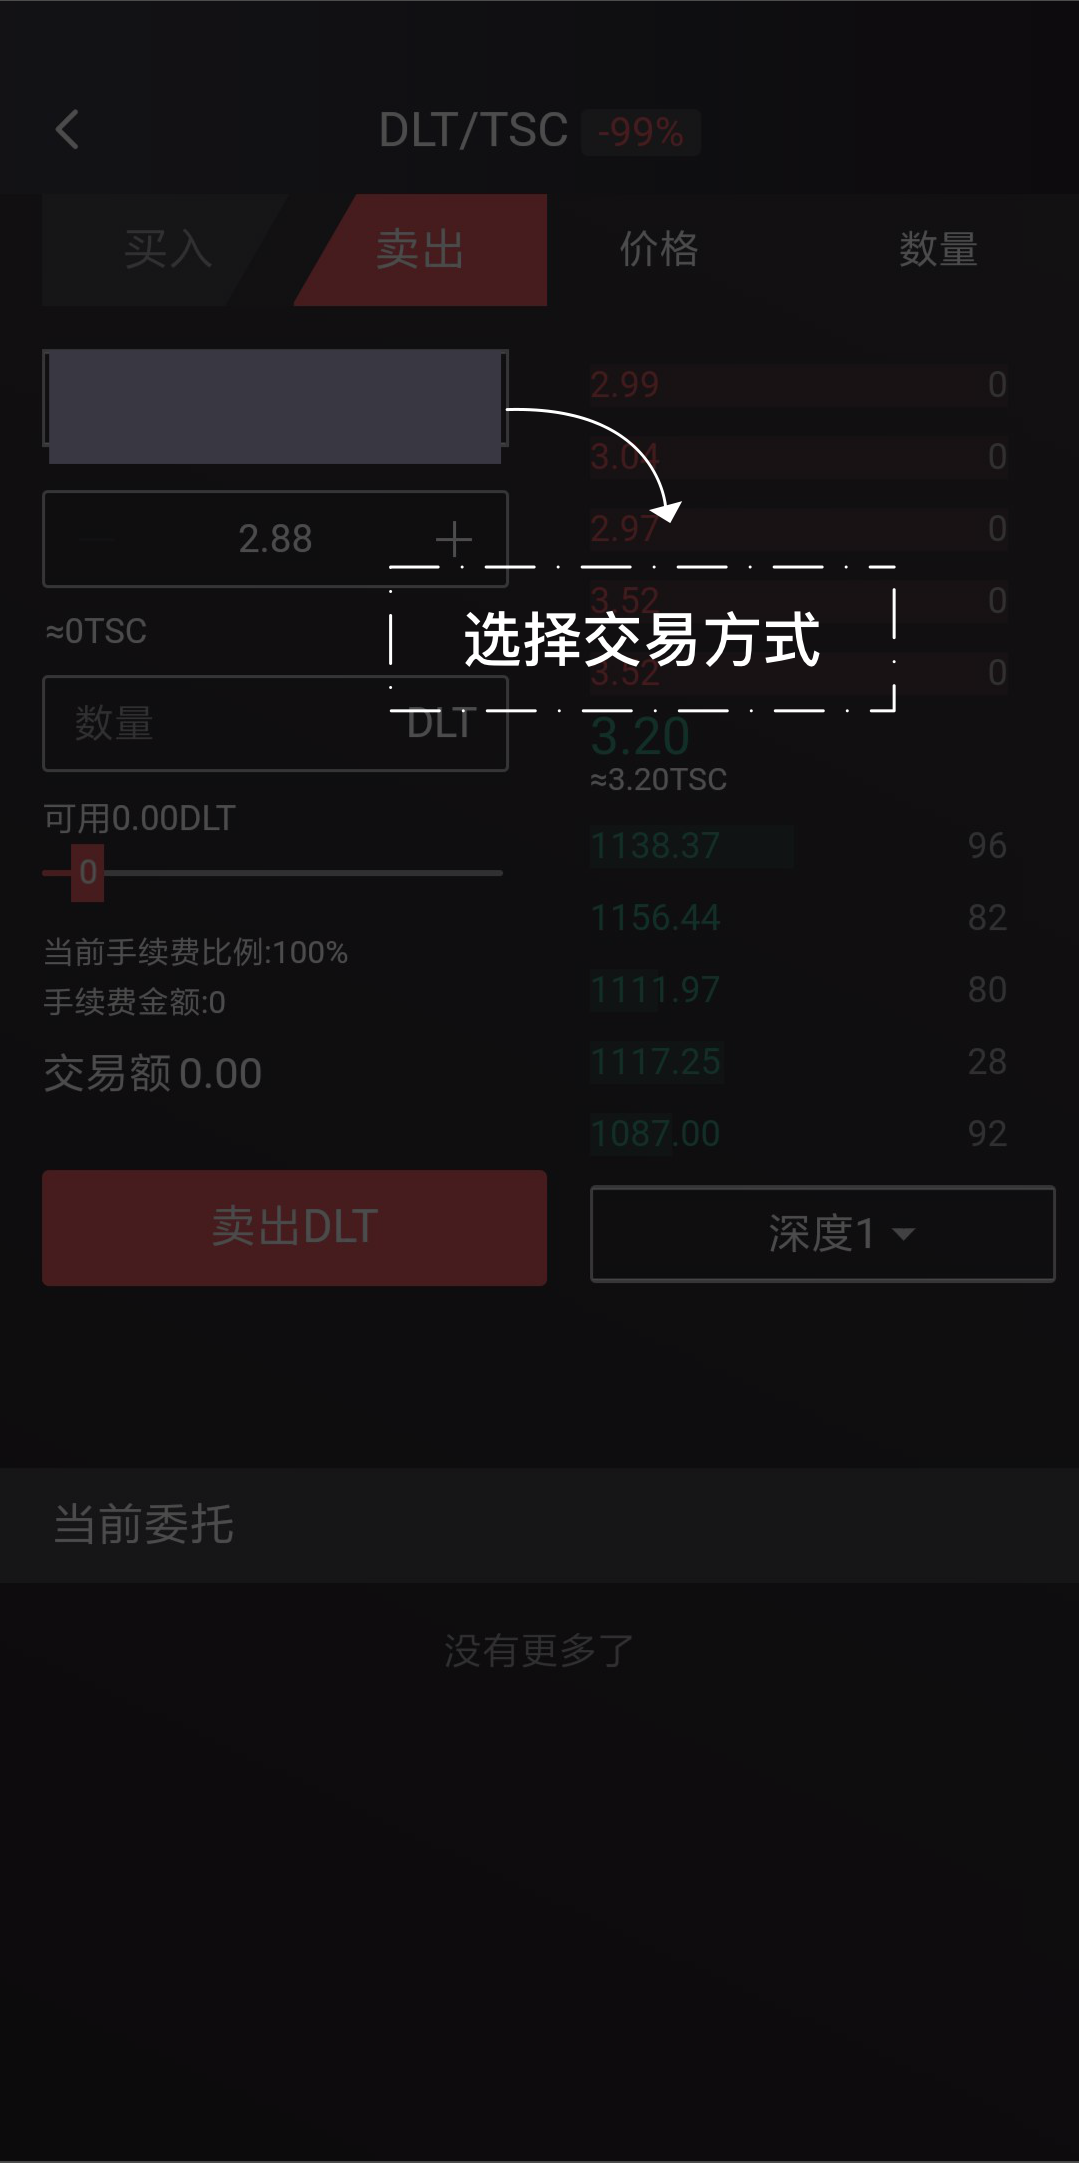 DLT/TSC -99%
买入 卖出 价格 数量
2.99 0
3.04 0
2.97 0
2.88
3.52 0
≈0TSC
选择交易方式
3.52 0
数量 DLT
3.20
≈3.20TSC
可用0.00DLT
0
1138.37 96
1156.44 82
当前手续费比例:100%
1111.97 80
手续费金额:0
交易额 0.00
1117.25 28
1087.00 92
卖出DLT
深度1
当前委托
没有更多了